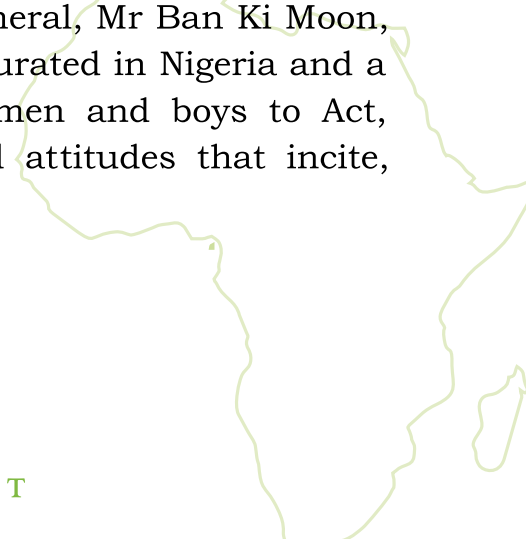 neral, Mr Ban Ki Moon,
urated in Nigeria and a
men and boys to Act,
attitudes that incite,
T